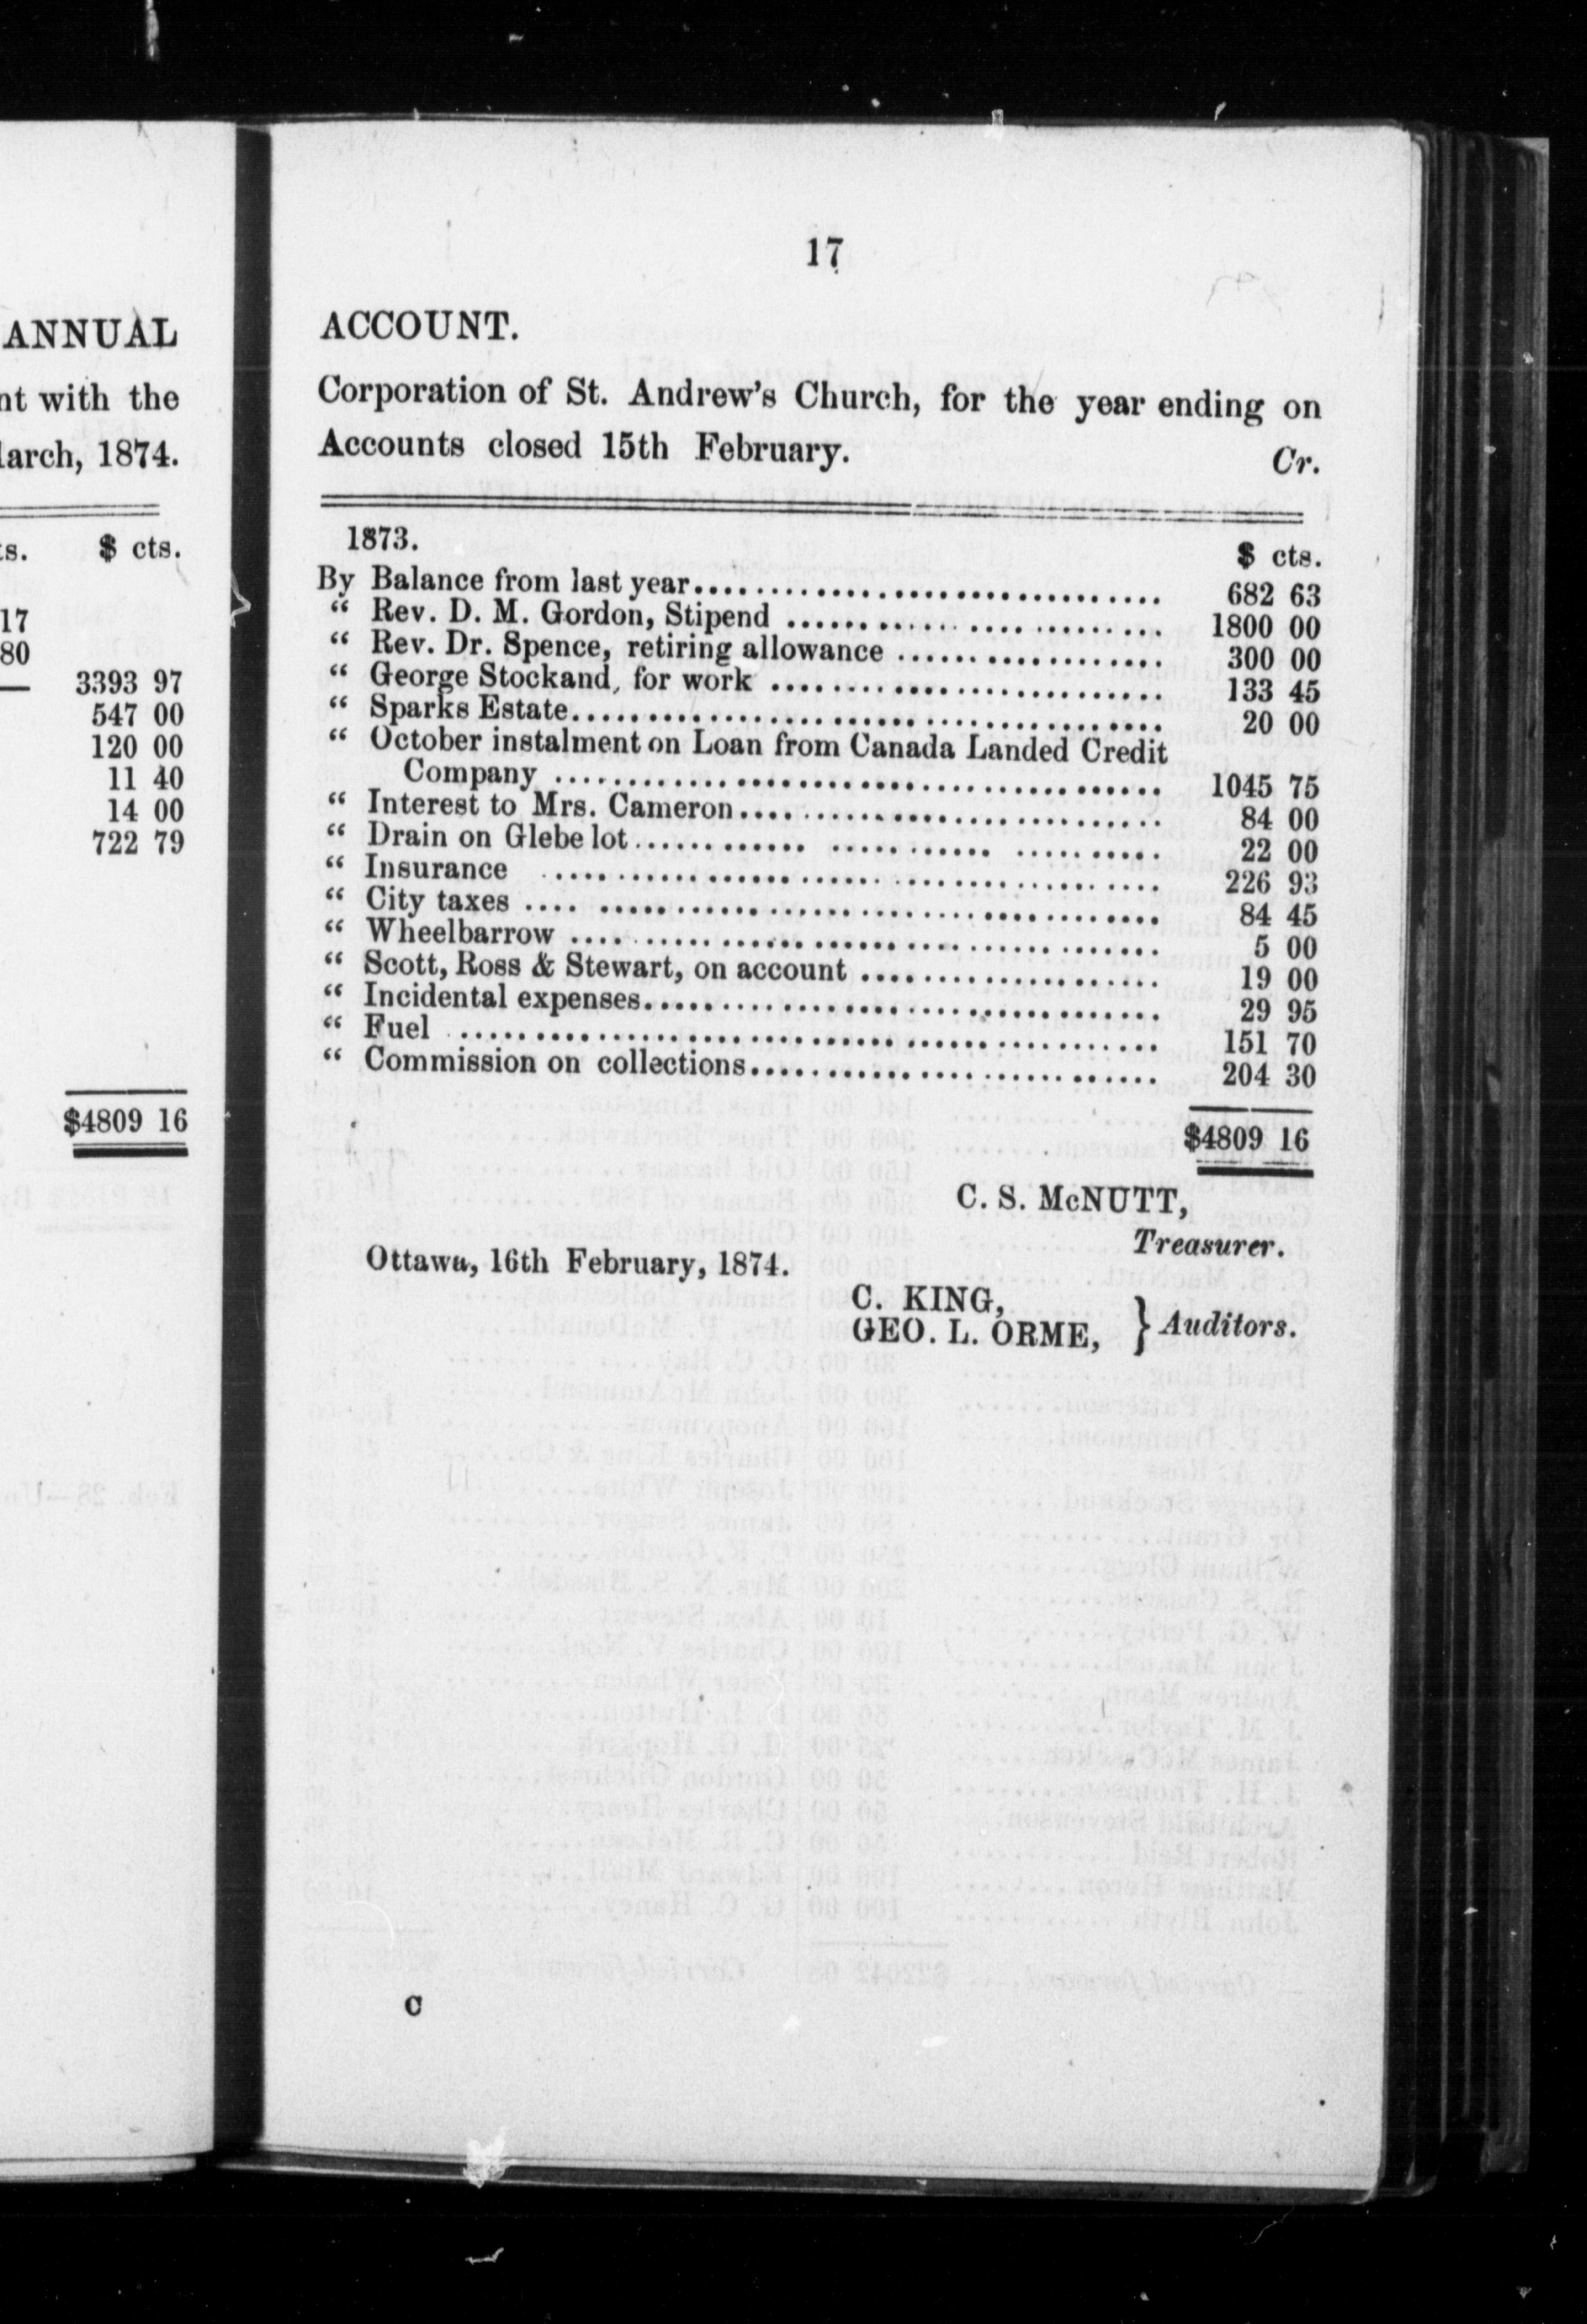 ANNUAL
nt with the
arch, 1874.
ts. $ cts.
17
80
3393 97
547 00
120 00
11 40
14 00
722 79
$4809 16
17
ACCOUNT.
Corporation of St. Andrew's Church, for the year ending on
Accounts closed 15th February. Cr.
1873. $ cts.
By Balance from last year.................................. 682 63
“ Rev. D. M. Gordon, Stipend ............................ 1800 00
“ Rev. Dr. Spence, retiring allowance .................... 300 00
“ George Stockand, for work ............................. 133 45
“ Sparks Estate........................................... 20 00
“ October instalment on Loan from Canada Landed Credit
Company ............................................. 1045 75
“ Interest to Mrs. Cameron............................... 84 00
“ Drain on Glebe lot..................................... 22 00
“ Insurance ............................................. 226 93
“ City taxes ............................................ 84 45
“ Wheelbarrow ........................................... 5 00
“ Scott, Ross & Stewart, on account ..................... 19 00
“ Incidental expenses.................................... 29 95
“ Fuel .................................................. 151 70
“ Commission on collections.............................. 204 30
$4809 16
C. S. McNUTT,
Treasurer.
Ottawa, 16th February, 1874.
C. KING,
GEO. L. ORME, } Auditors.
C